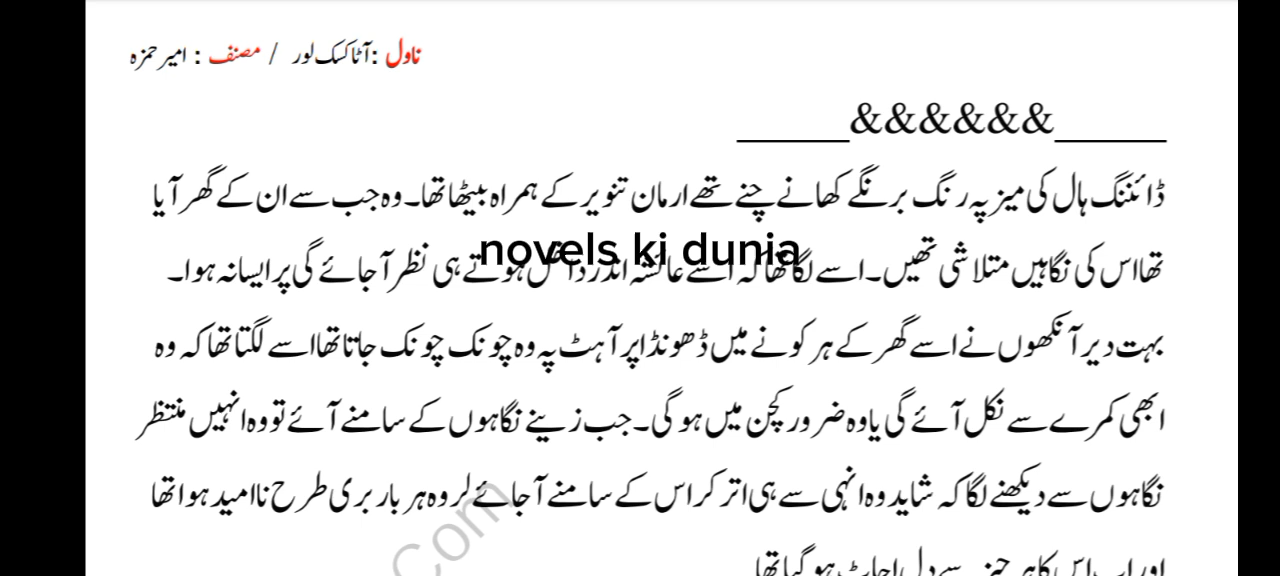 ناول :آٹاکسک لور / مصنف : امیر حمزہ
_____&&&&&&_____
ڈائننگ ہال کی میز پہ رنگ برنگے کھانے چنے تھے ارمان تنویر کے ہمراہ بیٹھا تھا۔ وہ جب سے ان کے گھر آیا
تھا اس کی نگاہیں متلاشی تھیں۔ اسے لگا تھا کہ اسے عائشہ اندر داخل ہوتے ہی نظر آجائے گی پر ایسا نہ ہوا۔
novels ki dunia
بہت دیر آنکھوں نے اسے گھر کے ہر کونے میں ڈھونڈا پر آہٹ پہ وہ چونک چونک جاتا تھا اسے لگتا تھا کہ وہ
ابھی کمرے سے نکل آئے گی یا وہ ضرور کچن میں ہو گی۔ جب زینے نگاہوں کے سامنے آئے تو وہ انہیں منتظر
نگاہوں سے دیکھنے لگا کہ شاید وہ انہی سے ہی اتر کر اس کے سامنے آجائے لر وہ ہر بار بری طرح ناامید ہوا تھا
Com